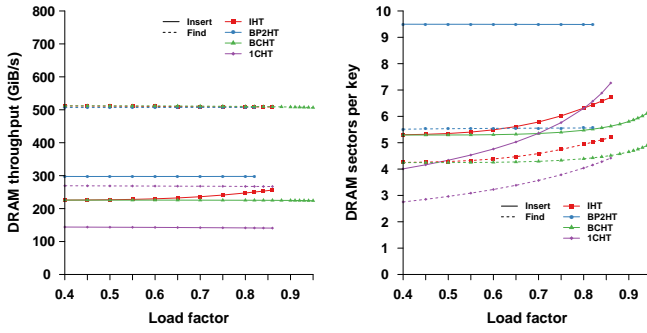 800
700
600
500
400
300
200
100
0
DRAM throughput (GiB/s)
Insert
Find
IHT
BP2HT
BCHT
1CHT
0.4 0.5 0.6 0.7 0.8 0.9
Load factor
10
9
8
7
6
5
4
3
2
1
0
DRAM sectors per key
Insert
Find
IHT
BP2HT
BCHT
1CHT
0.4 0.5 0.6 0.7 0.8 0.9
Load factor